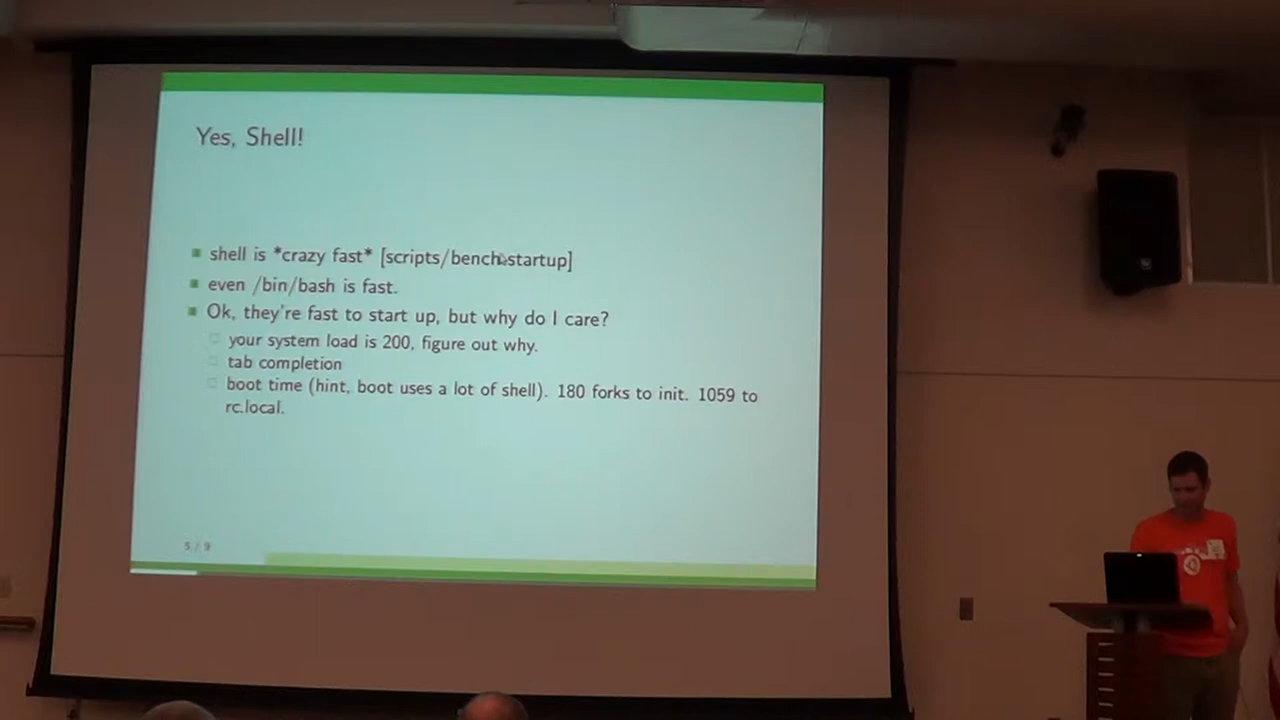 Yes, Shell!
shell is *crazy fast* [scripts/bench-startup]
even /bin/bash is fast.
Ok, they're fast to start up, but why do I care?
your system load is 200, figure out why.
tab completion
boot time (hint, boot uses a lot of shell). 180 forks to init. 1059 to
rc.local.
5 / 9